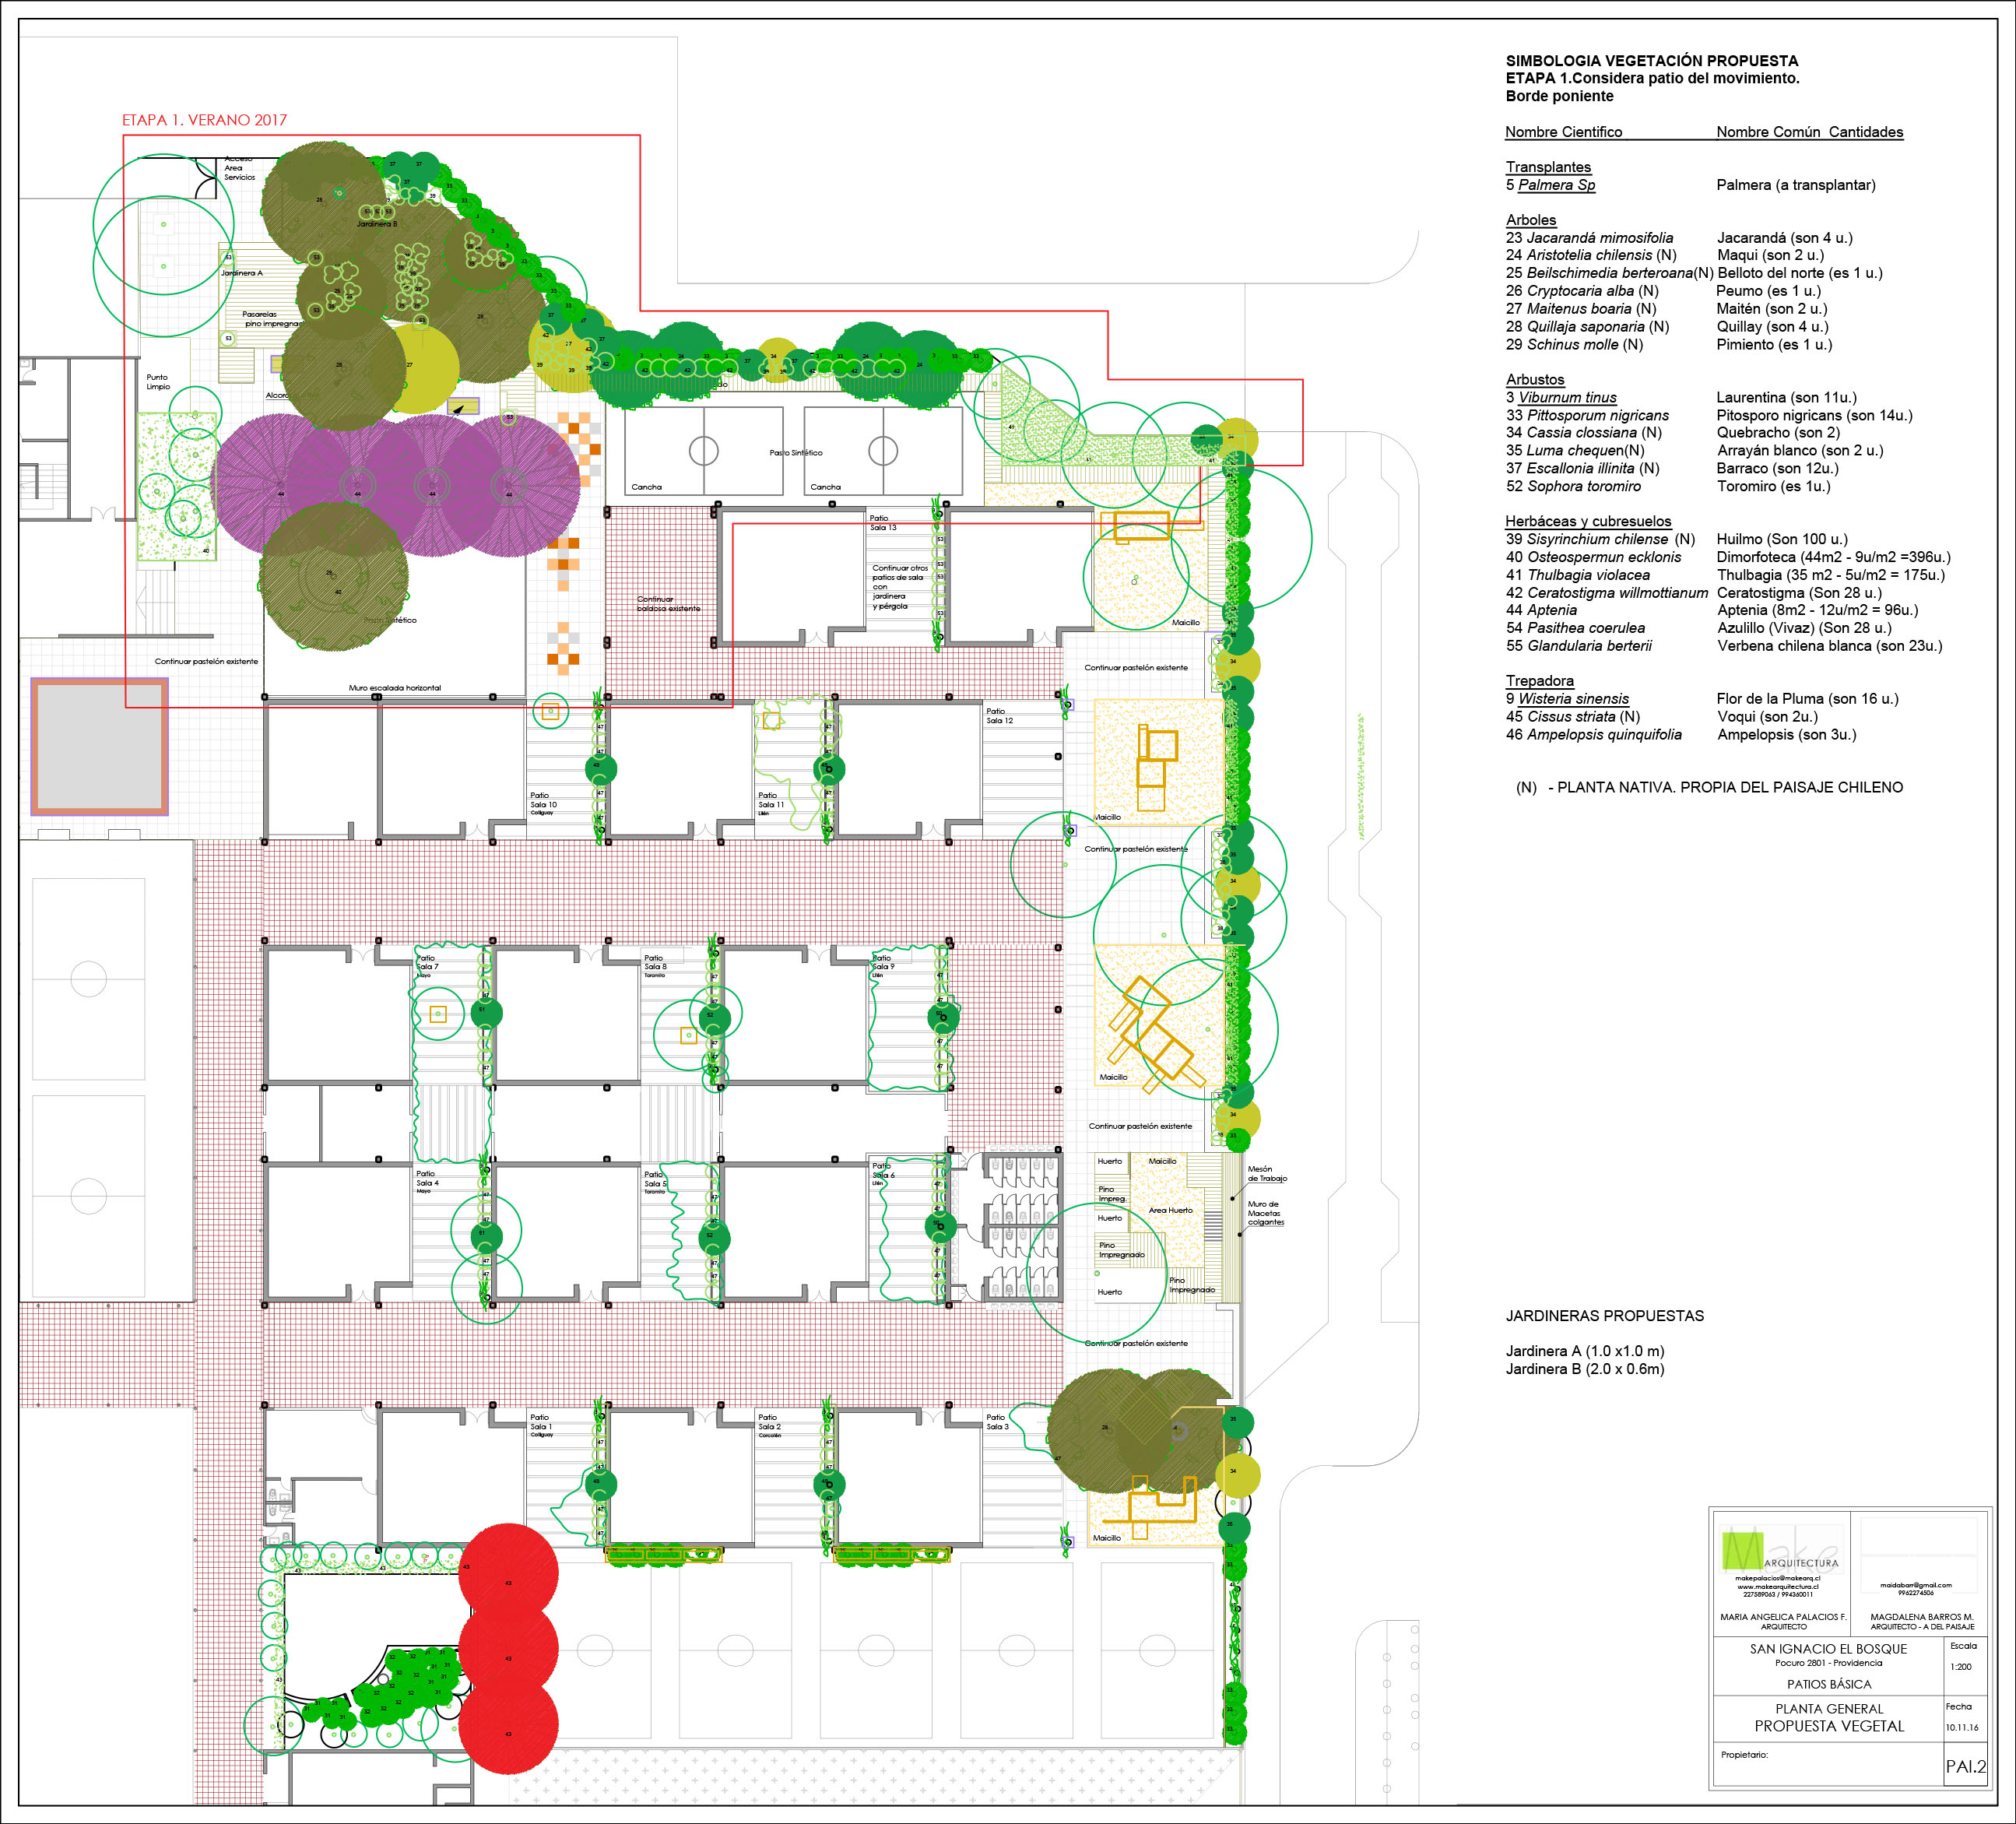 SIMBOLOGIA VEGETACIÓN PROPUESTA
ETAPA 1.Considera patio del movimiento.
Borde poniente
Nombre Cientifico Nombre Común Cantidades
Transplantes
5 Palmera Sp Palmera (a transplantar)
Arboles
23 Jacarandá mimosifolia Jacarandá (son 4 u.)
24 Aristotelia chilensis (N) Maqui (son 2 u.)
25 Beilschimedia berteroana(N) Belloto del norte (es 1 u.)
26 Cryptocaria alba (N) Peumo (es 1 u.)
27 Maitenus boaria (N) Maitén (son 2 u.)
28 Quillaja saponaria (N) Quillay (son 4 u.)
29 Schinus molle (N) Pimiento (es 1 u.)
Arbustos
3 Viburnum tinus Laurentina (son 11u.)
33 Pittosporum nigricans Pitosporo nigricans (son 14u.)
34 Cassia clossiana (N) Quebracho (son 2)
35 Luma chequen(N) Arrayán blanco (son 2 u.)
37 Escallonia illinita (N) Barraco (son 12u.)
52 Sophora toromiro Toromiro (es 1u.)
Herbáceas y cubresuelos
39 Sisyrinchium chilense (N) Huilmo (Son 100 u.)
40 Osteospermun ecklonis Dimorfoteca (44m2 - 9u/m2 =396u.)
41 Thulbagia violacea Thulbagia (35 m2 - 5u/m2 = 175u.)
42 Ceratostigma willmottianum Ceratostigma (Son 28 u.)
44 Aptenia Aptenia (8m2 - 12u/m2 = 96u.)
54 Pasithea coerulea Azulillo (Vivaz) (Son 28 u.)
55 Glandularia berterii Verbena chilena blanca (son 23u.)
Trepadora
9 Wisteria sinensis Flor de la Pluma (son 16 u.)
45 Cissus striata (N) Voqui (son 2u.)
46 Ampelopsis quinquifolia Ampelopsis (son 3u.)
(N) - PLANTA NATIVA. PROPIA DEL PAISAJE CHILENO
JARDINERAS PROPUESTAS
Jardinera A (1.0 x1.0 m)
Jardinera B (2.0 x 0.6m)
ETAPA 1. VERANO 2017
Acceso
Area
Servicios
Jardinera B
Jardinera A
Pasarelas
pino impregnad
Punto
Limpio
Cancha
Pasto Sintético
Cancha
Patio
Sala 13
Continuar otros
patios de sala
con
jardinera
y pérgola
Continuar
baldosa existente
Maicillo
Continuar pastelón existente
Muro escalada horizontal
Continuar pastelón existente
Patio
Sala 12
Patio
Sala 10
Colliguay
Patio
Sala 11
Litén
Maicillo
Continuar pastelón existente
Patio
Sala 7
Mayo
Patio
Sala 8
Toromiro
Patio
Sala 9
Litén
Maicillo
Continuar pastelón existente
Patio
Sala 4
Mayo
Patio
Sala 5
Toromiro
Patio
Sala 6
Litén
Huerto
Maicillo
Pino
Impreg.
Huerto
Area Huerto
Pino
Impregnado
Huerto
Pino
Impregnado
Mesón
de Trabajo
Muro de
Macetas
colgantes
Continuar pastelón existente
Patio
Sala 1
Colliguay
Patio
Sala 2
Corcolén
Patio
Sala 3
Maicillo
Make
ARQUITECTURA
makepalacios@makearq.cl
www.makearquitectura.cl
227589063 / 994360011
maidabarr@gmail.com
9962274506
MARIA ANGELICA PALACIOS F.
ARQUITECTO
MAGDALENA BARROS M.
ARQUITECTO - A DEL PAISAJE
SAN IGNACIO EL BOSQUE
Pocuro 2801 - Providencia
PATIOS BÁSICA
Escala
1:200
PLANTA GENERAL
PROPUESTA VEGETAL
Fecha
10.11.16
Propietario:
PAI.2